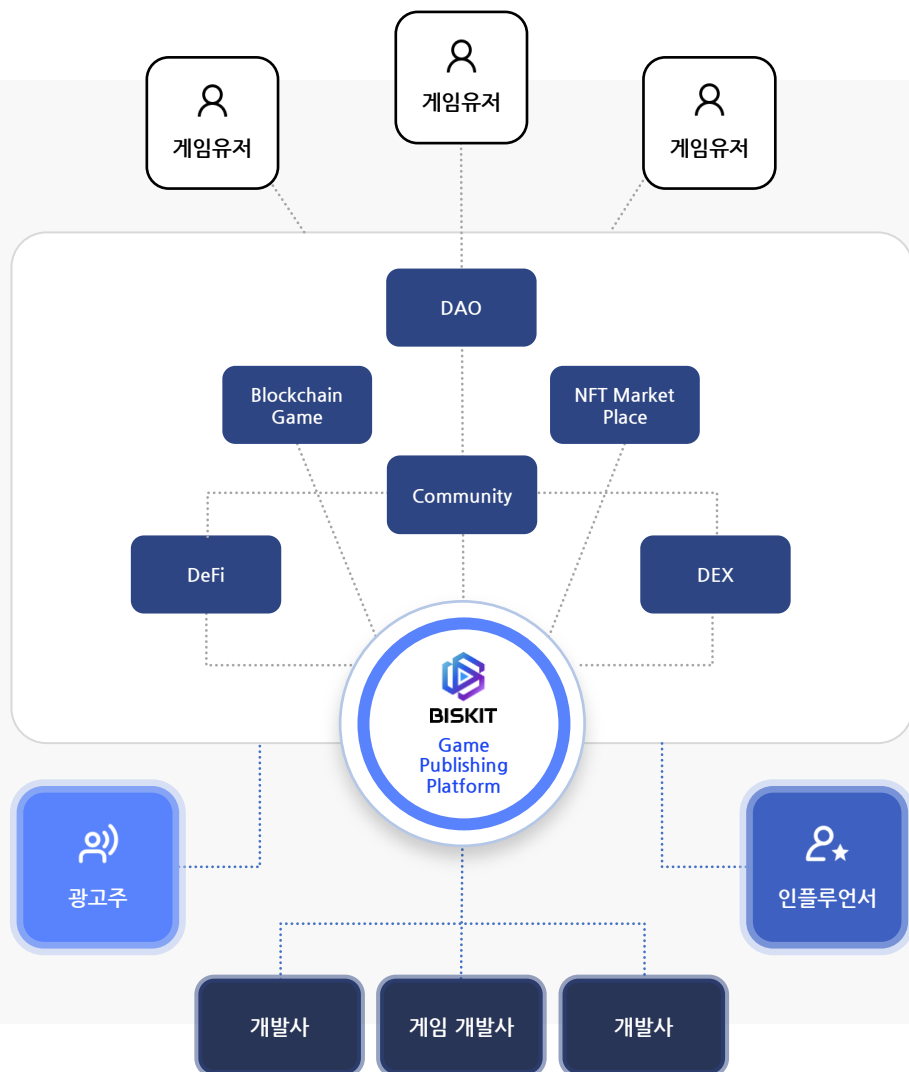 게임유저
게임유저
게임유저
DAO
Blockchain
Game
NFT Market
Place
Community
DeFi
DEX
BISKIT
Game
Publishing
Platform
광고주
인플루언서
개발사
게임 개발사
개발사